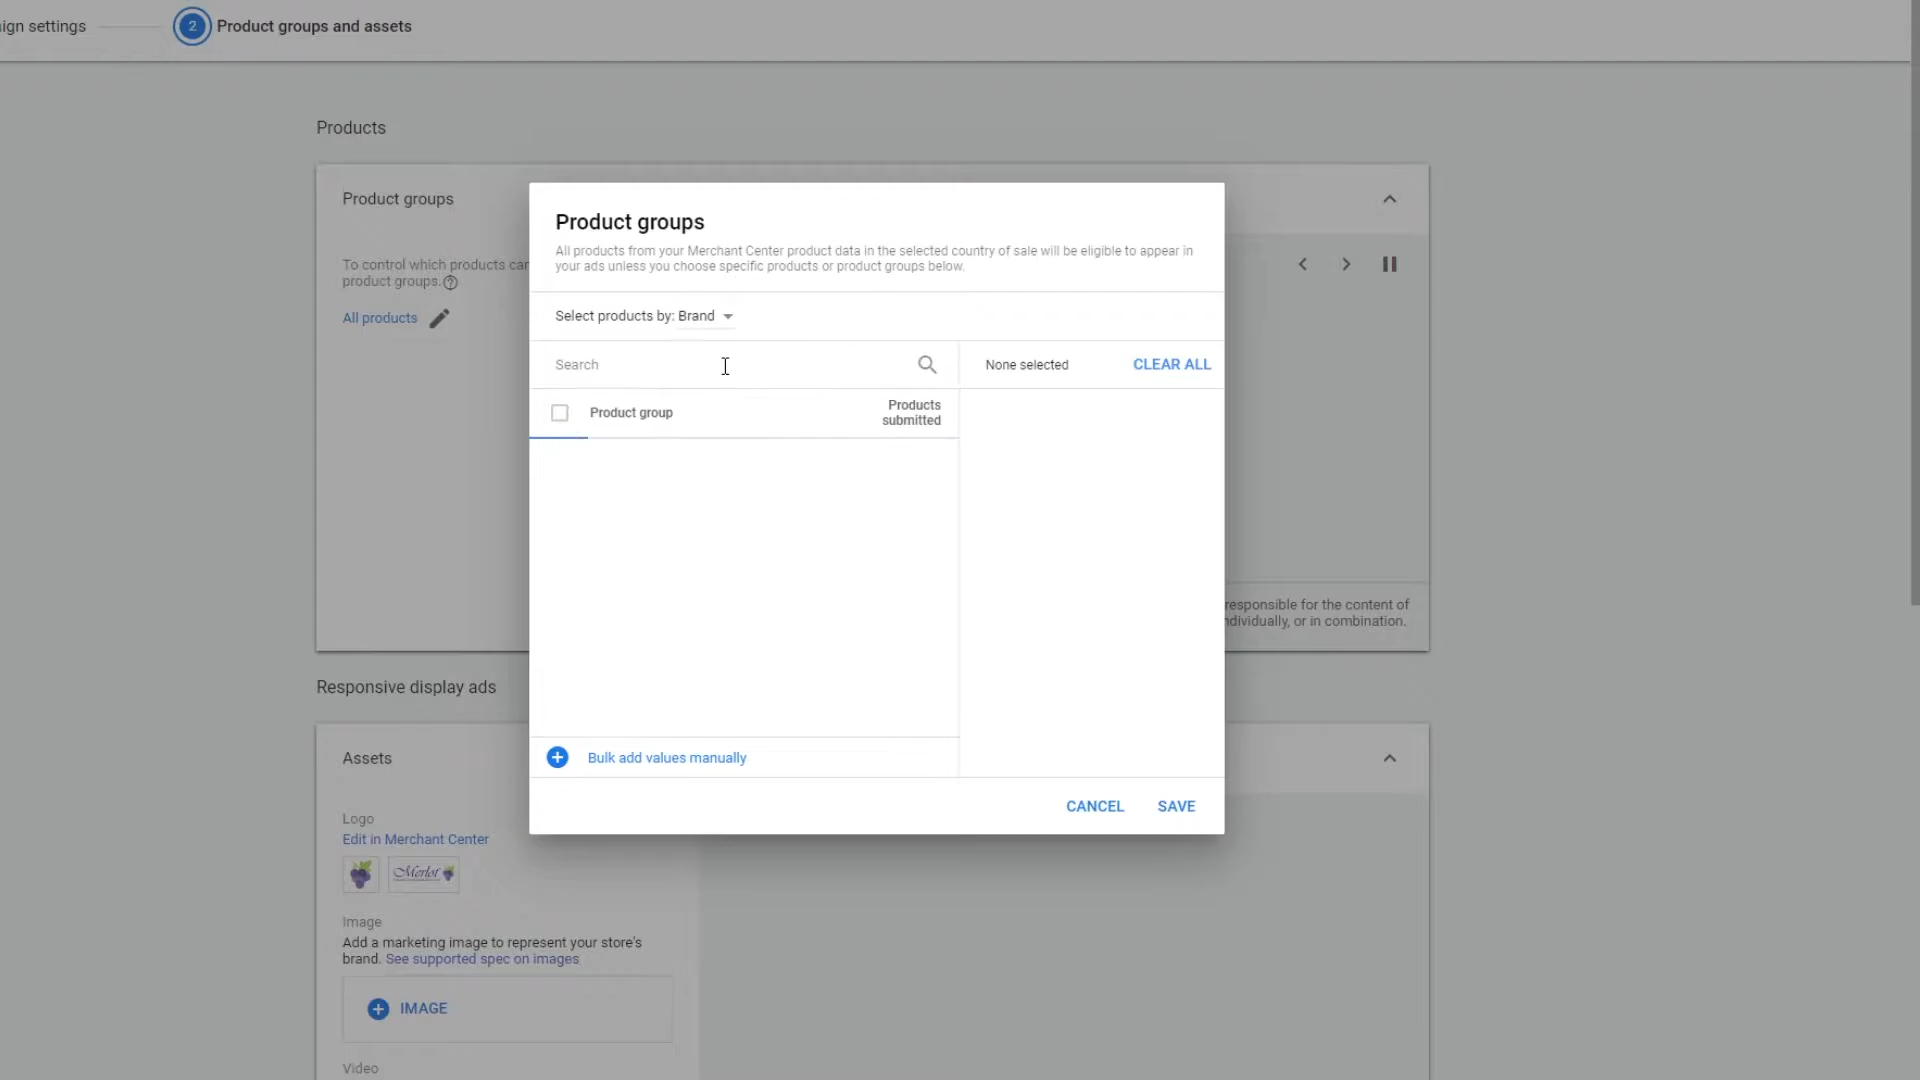 ign settings
2
Product groups and assets
Products
Product groups
To control which products can
product groups.
All products
Product groups
All products from your Merchant Center product data in the selected country of sale will be eligible to appear in
your ads unless you choose specific products or product groups below.
Select products by: Brand
Search
None selected
CLEAR ALL
Product group
Products
submitted
Bulk add values manually
CANCEL
SAVE
responsible for the content of
ndividually, or in combination.
Responsive display ads
Assets
Logo
Edit in Merchant Center
Merlot
Image
Add a marketing image to represent your store's
brand. See supported spec on images
IMAGE
Video